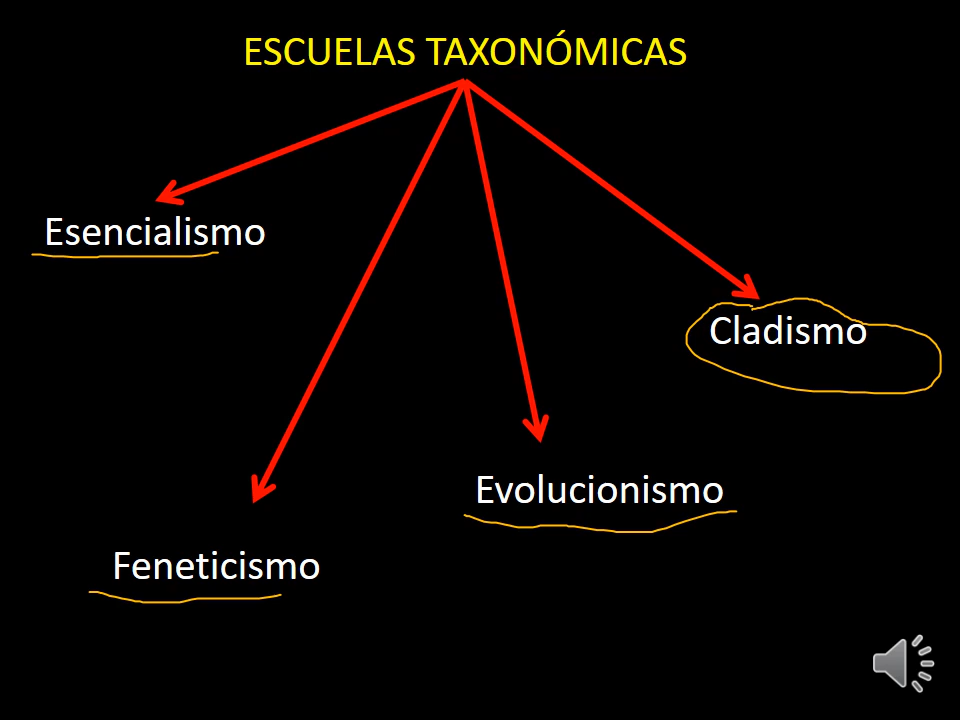 ESCUELAS TAXONÓMICAS
Esencialismo
Cladismo
Evolucionismo
Feneticismo